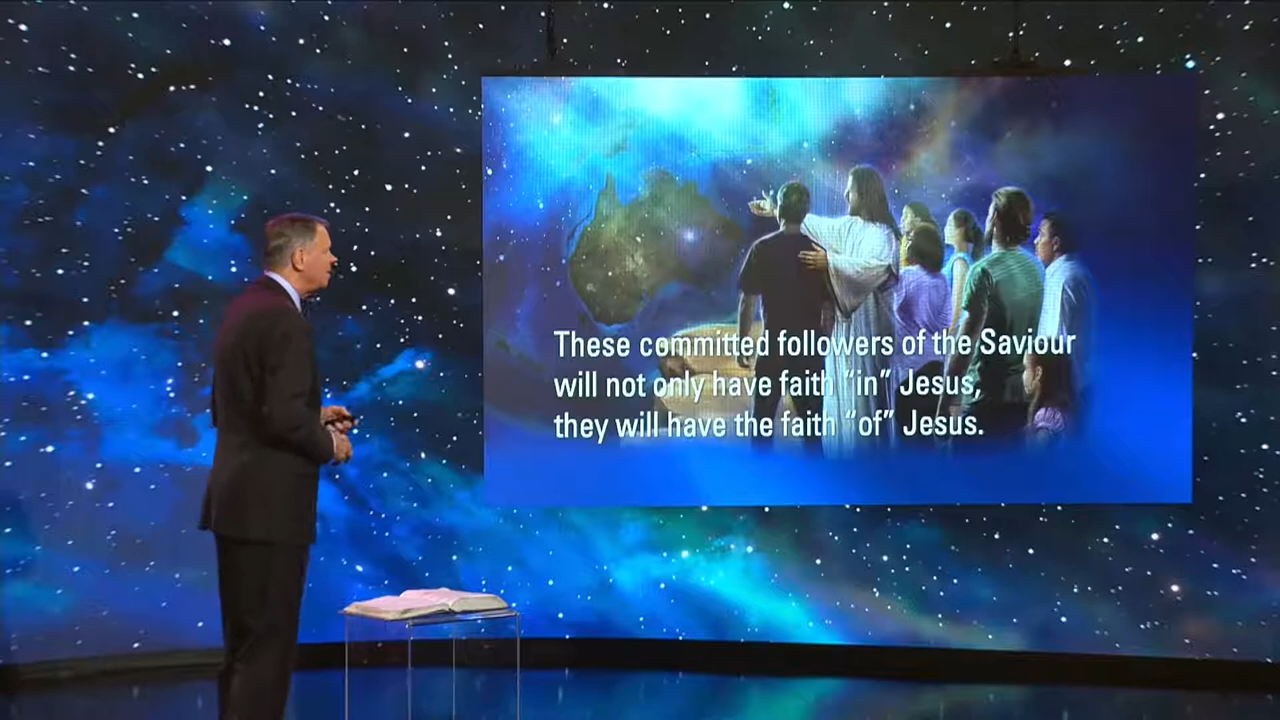 These committed followers of the Saviour
will not only have faith “in” Jesus,
they will have the faith “of” Jesus.